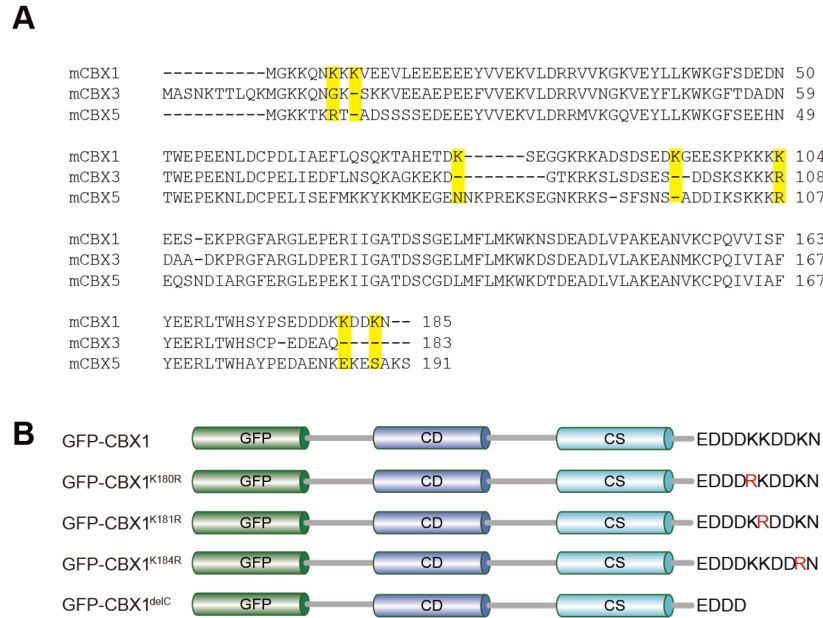 A
mCBX1 ----------MGKKQNKKKVEEVLEEEEEEYVVEKVLDRRVVKGKVEYLLKWKGFSDEDN 50
mCBX3 MASNKTTLQKMGKKQNGK-SKKVEEAEPEEFVVEKVLDRRVVNGKVEYFLKWKGFTDADN 59
mCBX5 ----------MGKKTKRT-ADSSSSEDEEEYVVEKVLDRRMVKGQVEYLLKWKGFSEEHN 49
mCBX1 TWEPEENLDCPDLIAEFLQSQKTAHETDK------SEGGKRKADSDSEDKGEESKPKKKK 104
mCBX3 TWEPEENLDCPELIEDFLNSQKAGKEKD---------GTKRKSLSDSES--DDSKSKKKR 108
mCBX5 TWEPEKNLDCPELISEFMKKYKKMKEGENNKPREKSEGNKRKS-SFSNS-ADDIKSKKKR 107
mCBX1 EES-EKPRGFARGLEPERIIGATDSSGELMFLMKWKNSDEADLVPAKEANVKCPQVVISF 163
mCBX3 DAA-DKPRGFARGLDPERIIGATDSSGELMFLMKWKDSDEADLVLAKEANMKCPQIVIAF 167
mCBX5 EQSNDIARGFERGLEPEKIIGATDSCGDLMFLMKWKDTDEADLVLAKEANVKCPQIVIAF 167
mCBX1 YEERLTWHSYPSEDDDKKDDKN-- 185
mCBX3 YEERLTWHSCP-EDEAQ------- 183
mCBX5 YEERLTWHAYPEDAENKEKESAKS 191
B
GFP-CBX1 GFP CD CS EDDDKKDDKN
GFP-CBX1K180R GFP CD CS EDDDRKDDKN
GFP-CBX1K181R GFP CD CS EDDDKRDDKN
GFP-CBX1K184R GFP CD CS EDDDKKDDRN
GFP-CBX1delC GFP CD CS EDDD